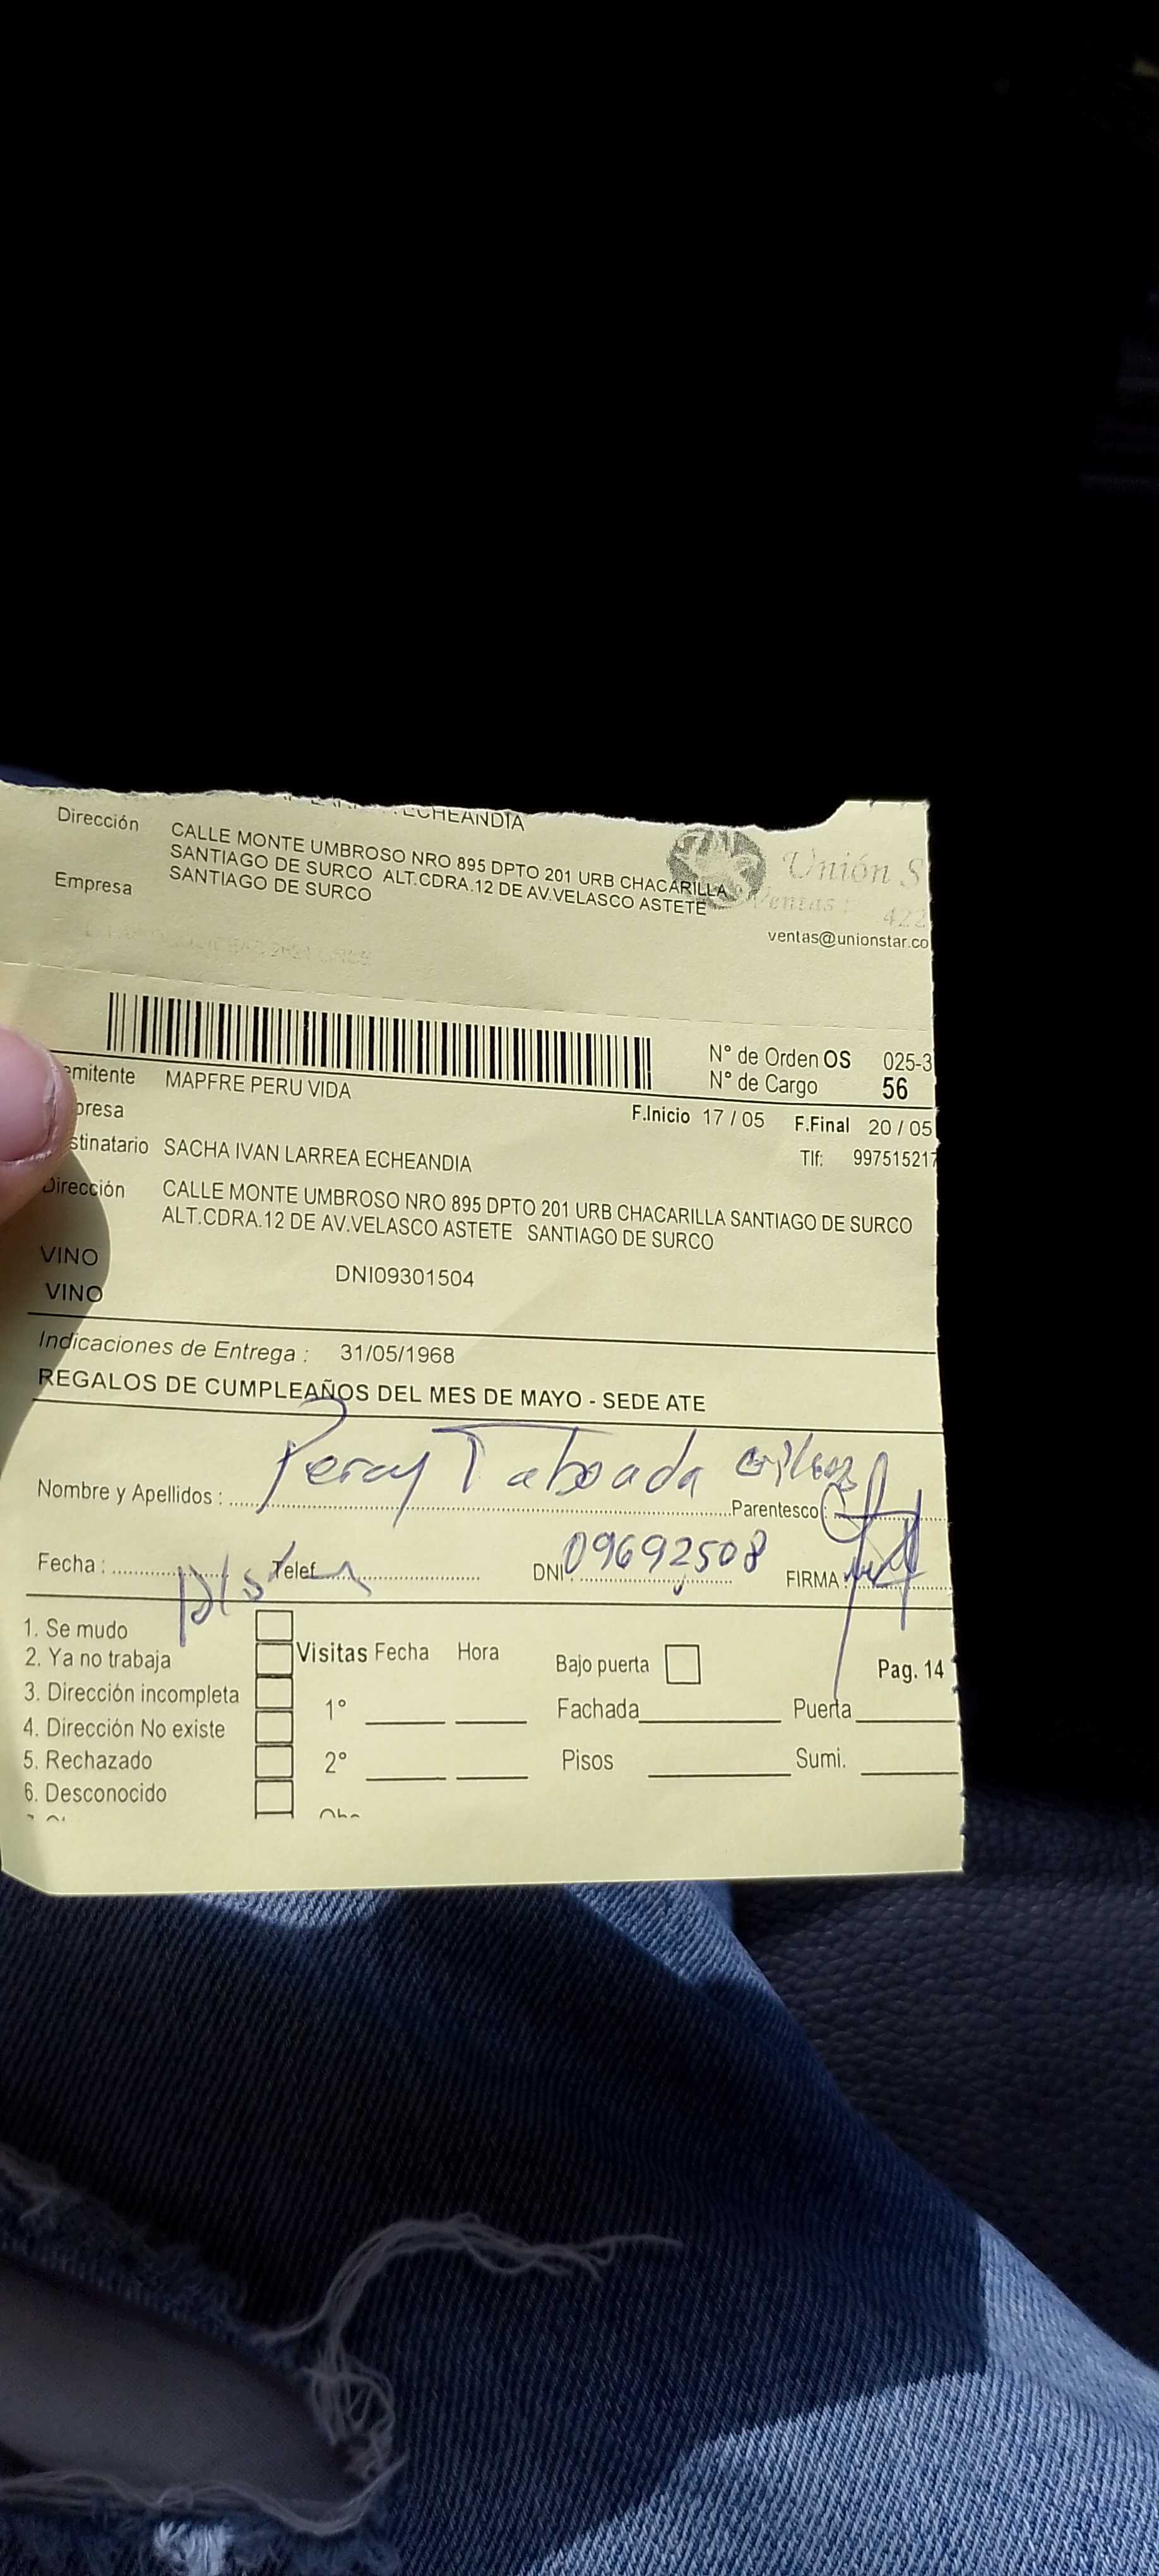 ECHEANDIA
Dirección CALLE MONTE UMBROSO NRO 895 DPTO 201 URB CHACARILLA
SANTIAGO DE SURCO ALT.CDRA.12 DE AV.VELASCO ASTETE
Empresa SANTIAGO DE SURCO
Unión S
Ventas : 422
ventas@unionstar.co
N° de Orden OS 025-3
N° de Cargo 56
emitente MAPFRE PERU VIDA
presa
F.Inicio 17 / 05 F.Final 20 / 05
stinatario SACHA IVAN LARREA ECHEANDIA
Tlf: 997515217
Dirección CALLE MONTE UMBROSO NRO 895 DPTO 201 URB CHACARILLA SANTIAGO DE SURCO
ALT.CDRA.12 DE AV.VELASCO ASTETE SANTIAGO DE SURCO
VINO
DNI09301504
VINO
Indicaciones de Entrega : 31/05/1968
REGALOS DE CUMPLEAÑOS DEL MES DE MAYO - SEDE ATE
Nombre y Apellidos : Percy Taboada Parentesco :
Fecha : Telef DNI 09692508 FIRMA
1. Se mudo
2. Ya no trabaja
3. Dirección incompleta
4. Dirección No existe
5. Rechazado
6. Desconocido
Visitas Fecha Hora
1°
2°
Bajo puerta Pag. 14
Fachada Puerta
Pisos Sumi.